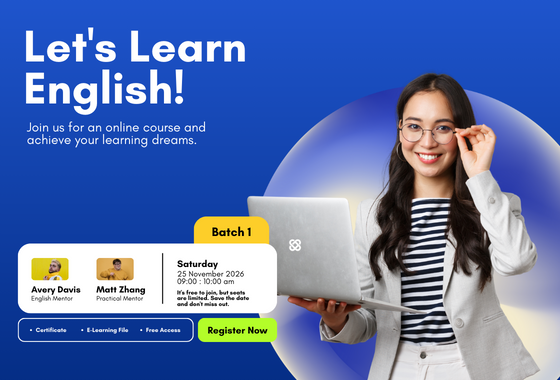 Let's Learn
English!
Join us for an online course and
achieve your learning dreams.
Batch 1
Avery Davis
English Mentor
Matt Zhang
Practical Mentor
Saturday
25 November 2026
09:00 : 10:00 am
It's free to join, but seats
are limited. Save the date
and don't miss out.
• Certificate • E-Learning File • Free Access
Register Now